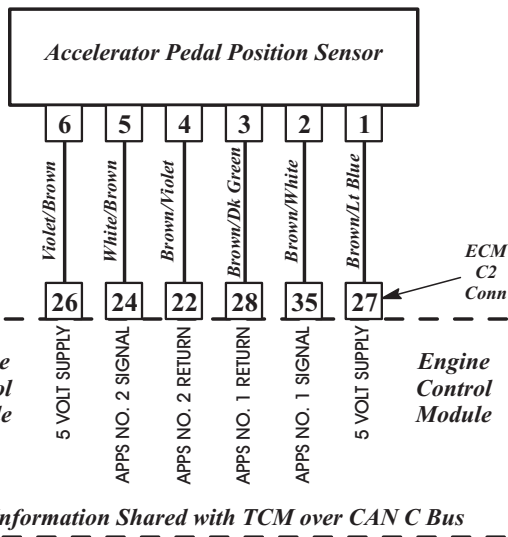 Accelerator Pedal Position Sensor
6 5 4 3 2 1
Violet/Brown
White/Brown
Brown/Violet
Brown/Dk Green
Brown/White
Brown/Lt Blue
ECM
C2
Conn
26 24 22 28 35 27
5 VOLT SUPPLY
APPS NO. 2 SIGNAL
APPS NO. 2 RETURN
APPS NO. 1 RETURN
APPS NO. 1 SIGNAL
5 VOLT SUPPLY
Engine
Control
Module
nformation Shared with TCM over CAN C Bus